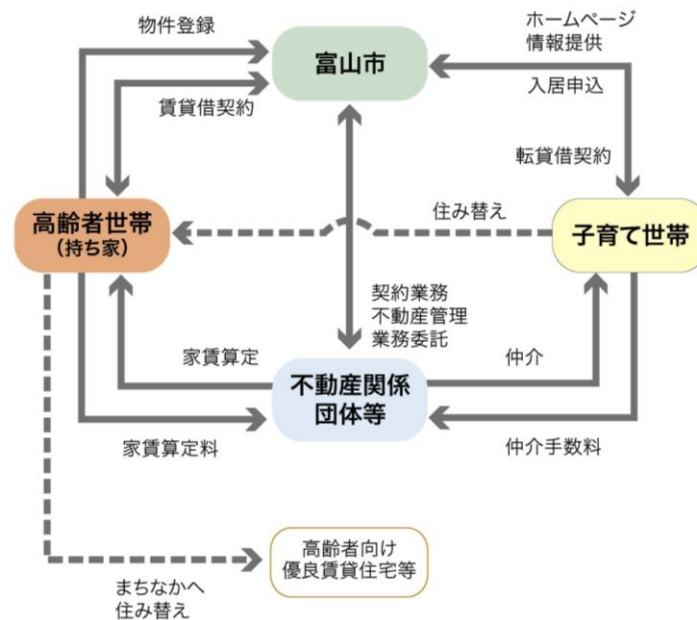 物件登録
ホームページ
情報提供
富山市
賃貸借契約
入居申込
転貸借契約
高齢者世帯
(持ち家)
住み替え
子育て世帯
契約業務
不動産管理
業務委託
家賃算定
不動産関係
団体等
仲介
家賃算定料
仲介手数料
高齢者向け
優良賃貸住宅等
まちなかへ
住み替え